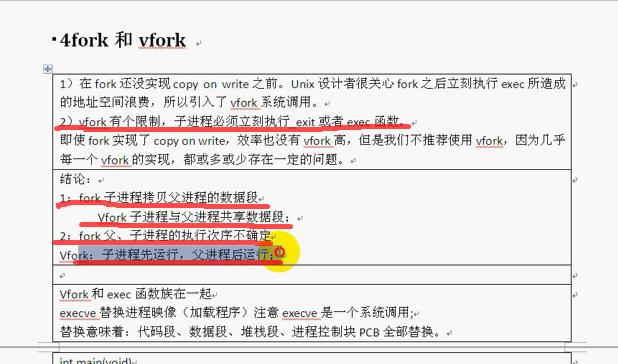 4fork 和 vfork
1）在 fork 还没实现 copy on write 之前。Unix 设计者很关心 fork 之后立刻执行 exec 所造成
的地址空间浪费，所以引入了 vfork 系统调用。
2）vfork 有个限制，子进程必须立刻执行_exit 或者 exec 函数。
即使 fork 实现了 copy on write，效率也没有 vfork 高，但是我们不推荐使用 vfork，因为几乎
每一个 vfork 的实现，都或多或少存在一定的问题。
结论：
1：fork 子进程拷贝父进程的数据段
Vfork 子进程与父进程共享数据段；
2：fork 父、子进程的执行次序不确定
Vfork：子进程先运行，父进程后运行；
Vfork 和 exec 函数族在一起
execve 替换进程映像（加载程序）注意 execve 是一个系统调用;
替换意味着：代码段、数据段、堆栈段、进程控制块 PCB 全部替换。
int main(void)